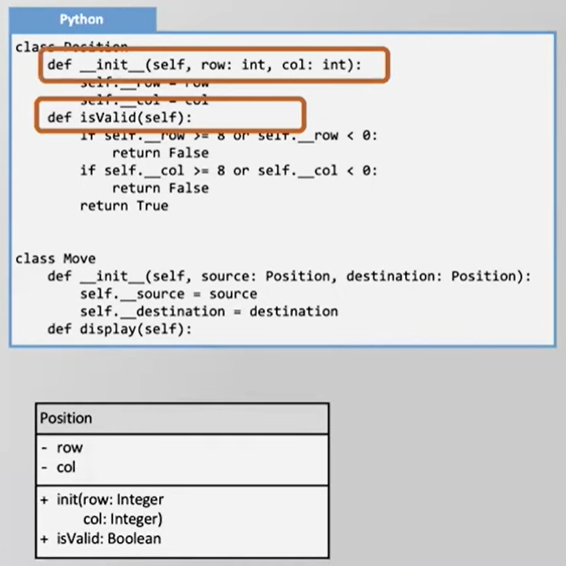 Python
class Position
    def __init__(self, row: int, col: int):
        self.__row = row
        self.__col = col
    def isValid(self):
        if self.__row >= 8 or self.__row < 0:
            return False
        if self.__col >= 8 or self.__col < 0:
            return False
        return True
class Move
    def __init__(self, source: Position, destination: Position):
        self.__source = source
        self.__destination = destination
    def display(self):
Position
- row
- col
+ init(row: Integer
col: Integer)
+ isValid: Boolean